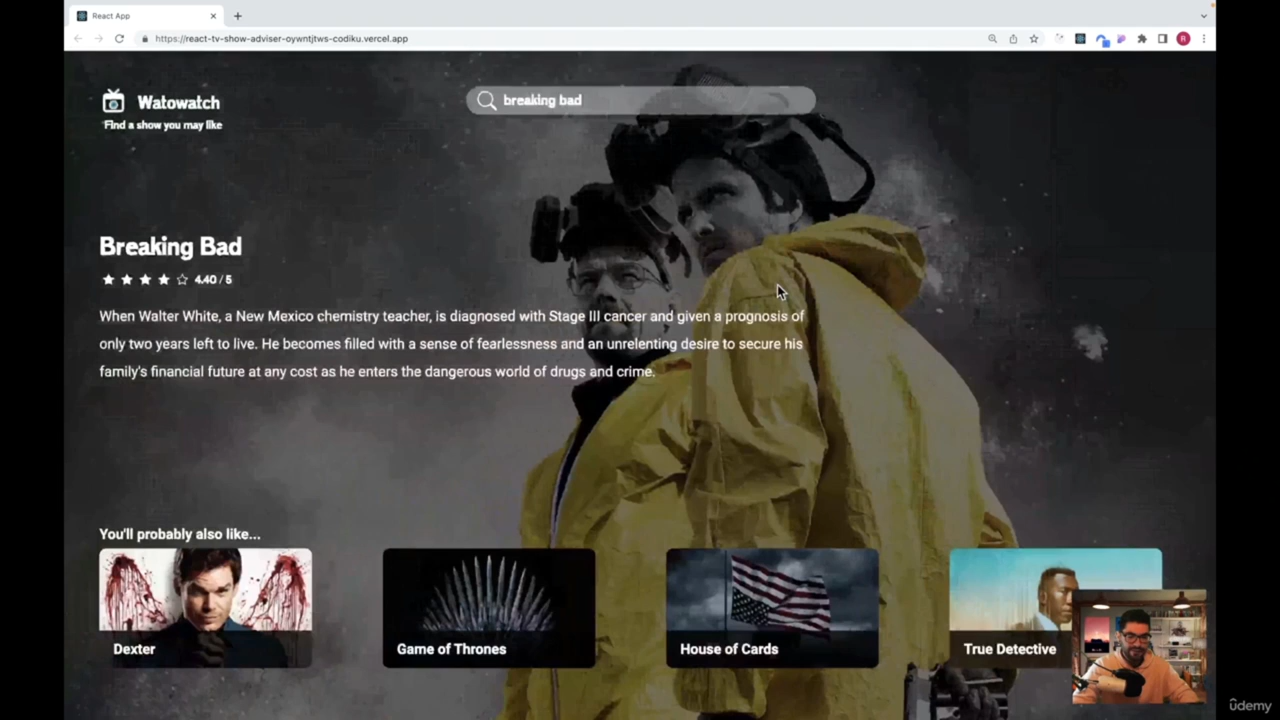 React App
https://react-tv-show-adviser-oywntjtws-codiku.vercel.app
R
Watowatch
Find a show you may like
breaking bad
Breaking Bad
4.40 / 5
When Walter White, a New Mexico chemistry teacher, is diagnosed with Stage III cancer and given a prognosis of
only two years left to live. He becomes filled with a sense of fearlessness and an unrelenting desire to secure his
family's financial future at any cost as he enters the dangerous world of drugs and crime.
You'll probably also like...
Dexter
Game of Thrones
House of Cards
True Detective
ûdemy